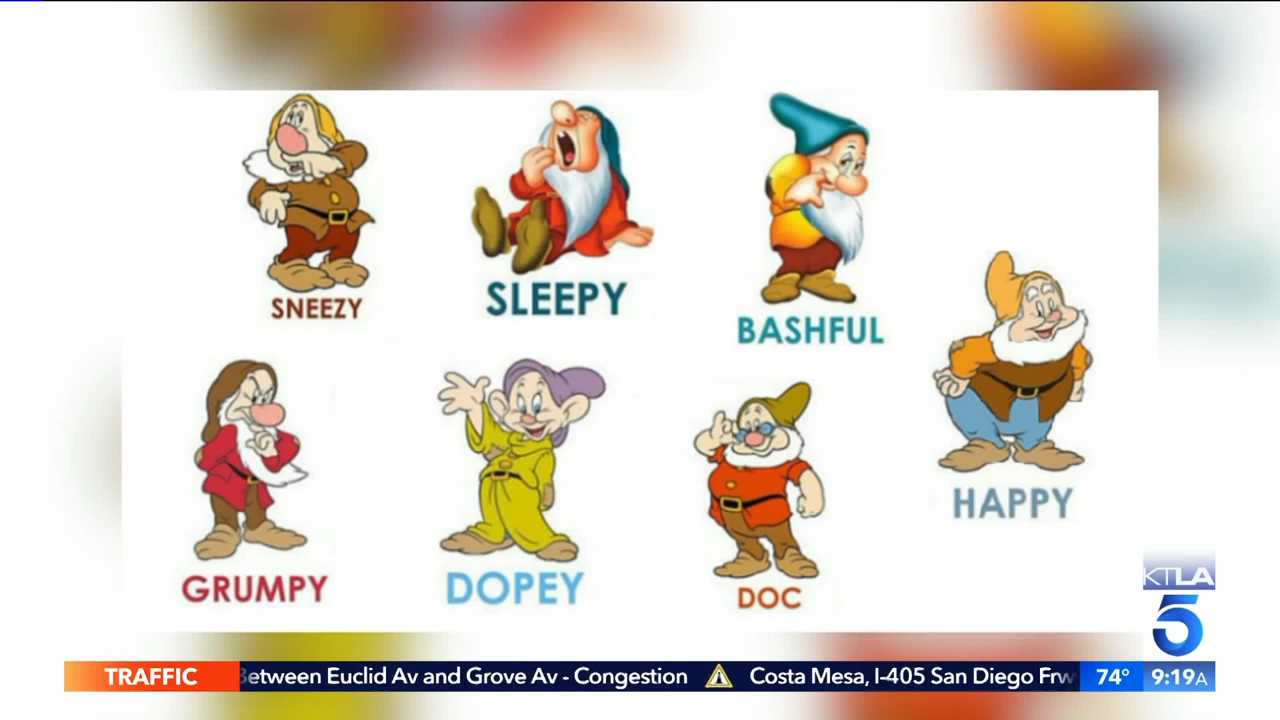 SNEEZY
SLEEPY
BASHFUL
HAPPY
GRUMPY
DOPEY
DOC
KTLA
5
TRAFFIC
Between Euclid Av and Grove Av - Congestion
Costa Mesa, I-405 San Diego Frw
74°
9:19A